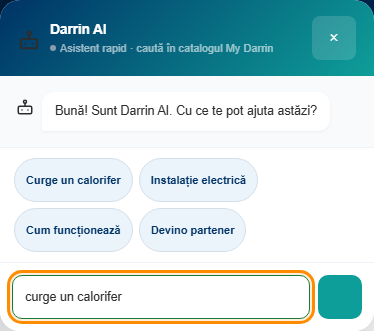 Darrin AI
Asistent rapid · caută în catalogul My Darrin
×
Bună! Sunt Darrin AI. Cu ce te pot ajuta astăzi?
Curge un calorifer
Instalație electrică
Cum funcționează
Devino partener
curge un calorifer